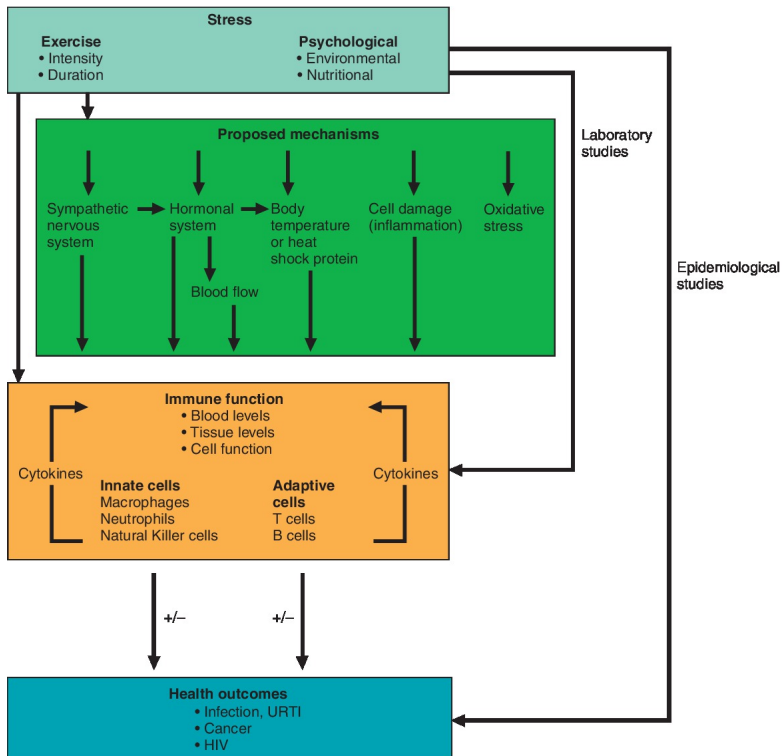 Stress
Exercise
• Intensity
• Duration
Psychological
• Environmental
• Nutritional
Laboratory
studies
Epidemiological
studies
Proposed mechanisms
Sympathetic
nervous
system
Hormonal
system
Body
temperature
or heat
shock protein
Cell damage
(inflammation)
Oxidative
stress
Blood flow
Immune function
• Blood levels
• Tissue levels
• Cell function
Cytokines
Cytokines
Innate cells
Macrophages
Neutrophils
Natural Killer cells
Adaptive
cells
T cells
B cells
+/–
+/–
Health outcomes
• Infection, URTI
• Cancer
• HIV